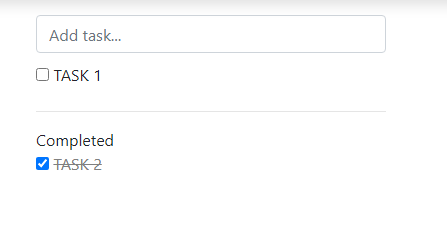 Add task...
TASK 1
Completed
TASK 2